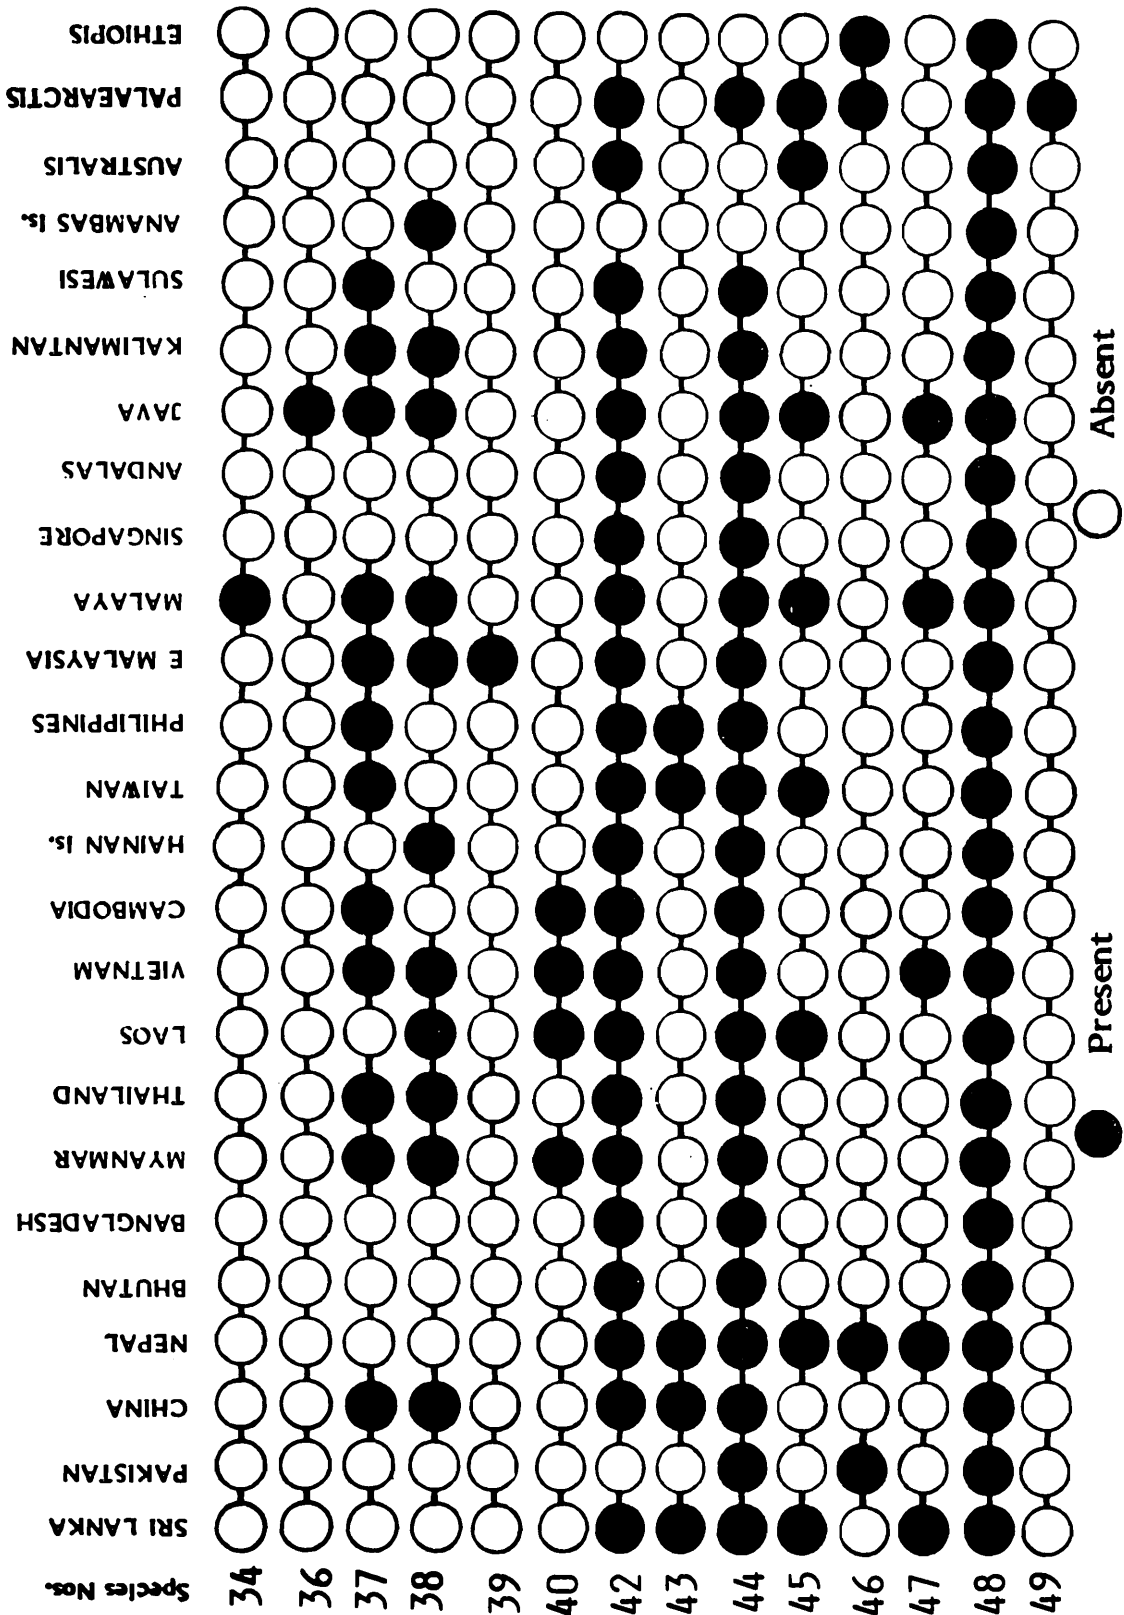 Species Nos.
SRI LANKA
PAKISTAN
CHINA
NEPAL
BHUTAN
BANGLADESH
MYANMAR
THAILAND
LAOS
VIETNAM
CAMBODIA
HAINAN Is.
TAIWAN
PHILIPPINES
E MALAYSIA
MALAYA
SINGAPORE
ANDALAS
JAVA
KALIMANTAN
SULAWESI
ANAMBAS Is.
AUSTRALIS
PALAEARCTIS
ETHIOPIS
34
36
37
38
39
40
42
43
44
45
46
47
48
49
Present
Absent